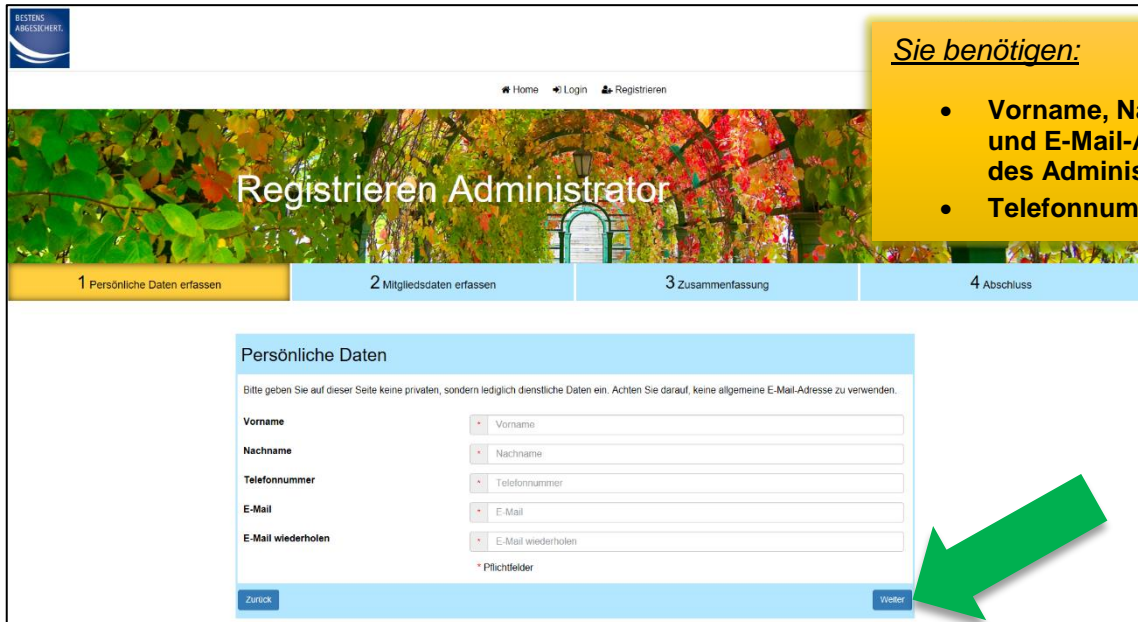 BESTENS
ABGESICHERT.
Sie benötigen:
Home Login Registrieren
• Vorname, Na
und E-Mail-A
des Adminis
• Telefonnum
Registrieren Administrator
1 Persönliche Daten erfassen 2 Mitgliedsdaten erfassen 3 Zusammenfassung 4 Abschluss
Persönliche Daten
Bitte geben Sie auf dieser Seite keine privaten, sondern lediglich dienstliche Daten ein. Achten Sie darauf, keine allgemeine E-Mail-Adresse zu verwenden.
Vorname * Vorname
Nachname * Nachname
Telefonnummer * Telefonnummer
E-Mail * E-Mail
E-Mail wiederholen * E-Mail wiederholen
* Pflichtfelder
Zurück Weiter